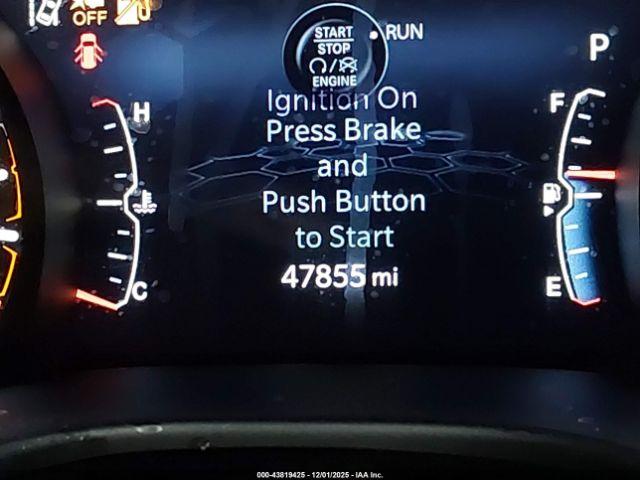 OFF
START
STOP
ENGINE
RUN
P
Ignition On
Press Brake
and
Push Button
to Start
47855 mi
H
C
F
E
000-43819425 - 12/01/2025 - IAA Inc.